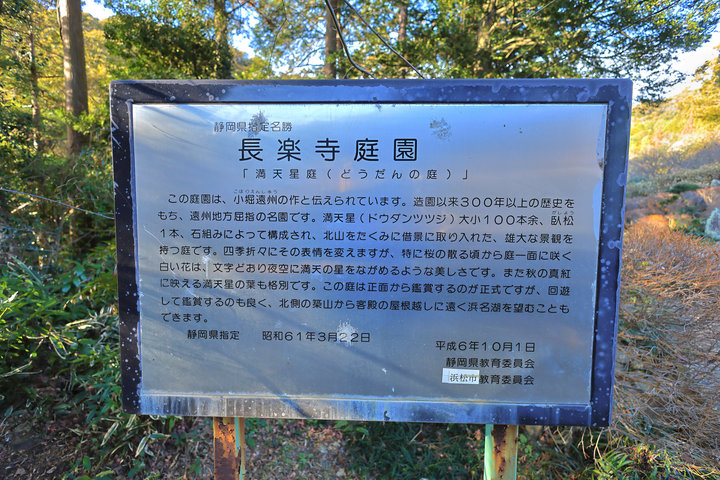 静岡県指定名勝
長楽寺庭園
「満天星庭(どうだんの庭)」
この庭園は、小堀遠州の作と伝えられています。造園以来300年以上の歴史を
こぼりえんしゅう
もち、遠州地方屈指の名園です。満天星(ドウダンツツジ)大小100本余、臥松
がしょう
1本、石組みによって構成され、北山をたくみに借景に取り入れた、雄大な景観を
持つ庭です。四季折々にその表情を変えますが、特に桜の散る頃から庭一面に咲く
白い花は、文字どおり夜空に満天の星をながめるような美しさです。また秋の真紅
に映える満天星の葉も格別です。この庭は正面から鑑賞するのが正式ですが、回遊
して鑑賞するのも良く、北側の築山から客殿の屋根越しに遠く浜名湖を望むことも
できます。
静岡県指定 昭和61年3月22日
平成6年10月1日
静岡県教育委員会
浜松市教育委員会